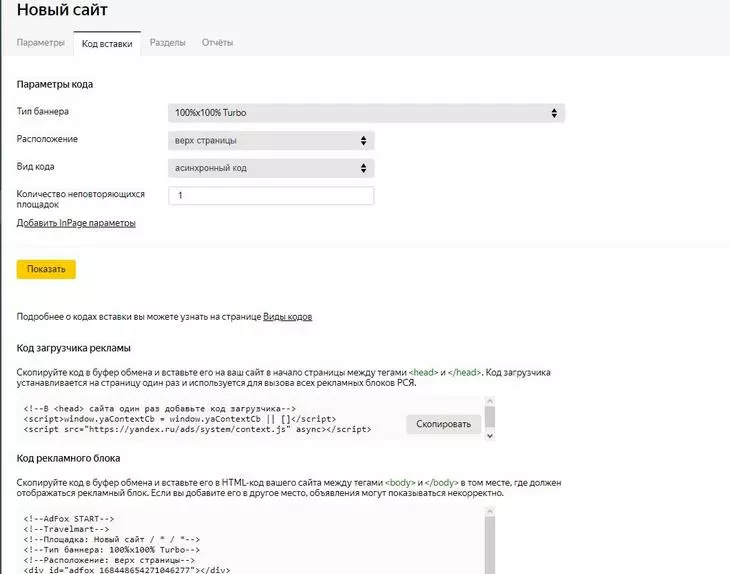 Новый сайт
Параметры Код вставки Разделы Отчёты
Параметры кода
Тип баннера 100%x100% Turbo
Расположение верх страницы
Вид кода асинхронный код
Количество неповторяющихся
площадок 1
Добавить InPage параметры
Показать
Подробнее о кодах вставки вы можете узнать на странице Виды кодов
Код загрузчика рекламы
Скопируйте код в буфер обмена и вставьте его на ваш сайт в начало страницы между тегами <head> и </head>. Код загрузчика
устанавливается на страницу один раз и используется для вызова всех рекламных блоков РСЯ.
<!--В <head> сайта один раз добавьте код загрузчика-->
<script>window.yaContextCb = window.yaContextCb || []</script>
<script src="https://yandex.ru/ads/system/context.js" async></script>
Скопировать
Код рекламного блока
Скопируйте код в буфер обмена и вставьте его в HTML-код вашего сайта между тегами <body> и </body> в том месте, где должен
отображаться рекламный блок. Если вы добавите его в другое место, объявления могут показываться некорректно.
<!--AdFox START-->
<!--Travelmart-->
<!--Площадка: Новый сайт / * / *-->
<!--Тип баннера: 100%x100% Turbo-->
<!--Расположение: верх страницы-->
<div id="adfox_168448654271046277"></div>